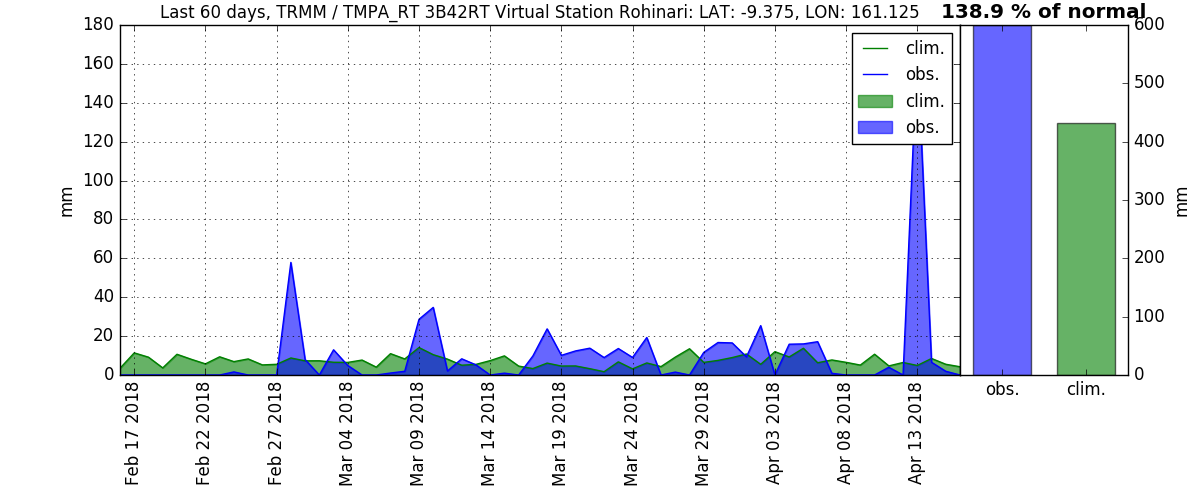 Last 60 days, TRMM / TMPA_RT 3B42RT Virtual Station Rohinari: LAT: -9.375, LON: 161.125
138.9 % of normal
180
160
140
120
100
80
60
40
20
0
mm
clim.
obs.
clim.
obs.
600
500
400
300
200
100
0
mm
Feb 17 2018
Feb 22 2018
Feb 27 2018
Mar 04 2018
Mar 09 2018
Mar 14 2018
Mar 19 2018
Mar 24 2018
Mar 29 2018
Apr 03 2018
Apr 08 2018
Apr 13 2018
obs.
clim.